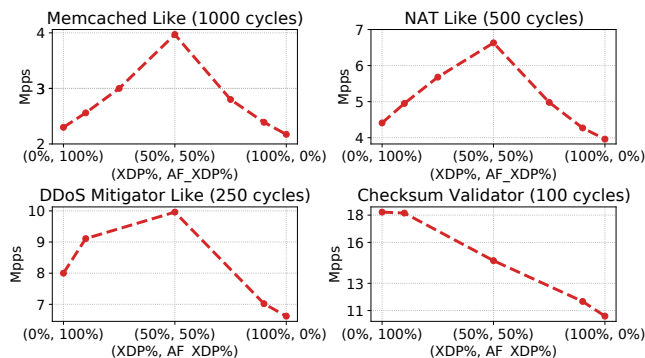 Memcached Like (1000 cycles)
4
3
2
Mpps
(0%, 100%)
(50%, 50%)
(100%, 0%)
(XDP%, AF_XDP%)
NAT Like (500 cycles)
7
6
5
4
Mpps
(0%, 100%)
(50%, 50%)
(100%, 0%)
(XDP%, AF_XDP%)
DDoS Mitigator Like (250 cycles)
10
9
8
7
Mpps
(0%, 100%)
(50%, 50%)
(100%, 0%)
(XDP%, AF_XDP%)
Checksum Validator (100 cycles)
18
16
13
11
Mpps
(0%, 100%)
(50%, 50%)
(100%, 0%)
(XDP%, AF_XDP%)